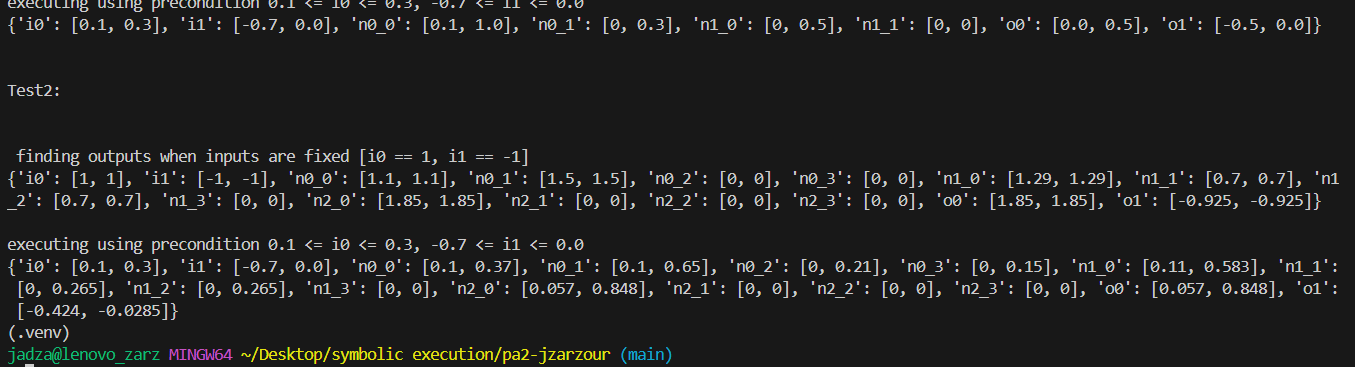 executing using precondition 0.1 <= i0 <= 0.3, -0.7 <= i1 <= 0.0
{'i0': [0.1, 0.3], 'i1': [-0.7, 0.0], 'n0_0': [0.1, 1.0], 'n0_1': [0, 0.3], 'n1_0': [0, 0.5], 'n1_1': [0, 0], 'o0': [0.0, 0.5], 'o1': [-0.5, 0.0]}
Test2:
finding outputs when inputs are fixed [i0 == 1, i1 == -1]
{'i0': [1, 1], 'i1': [-1, -1], 'n0_0': [1.1, 1.1], 'n0_1': [1.5, 1.5], 'n0_2': [0, 0], 'n0_3': [0, 0], 'n1_0': [1.29, 1.29], 'n1_1': [0.7, 0.7], 'n1
_2': [0.7, 0.7], 'n1_3': [0, 0], 'n2_0': [1.85, 1.85], 'n2_1': [0, 0], 'n2_2': [0, 0], 'n2_3': [0, 0], 'o0': [1.85, 1.85], 'o1': [-0.925, -0.925]}
executing using precondition 0.1 <= i0 <= 0.3, -0.7 <= i1 <= 0.0
{'i0': [0.1, 0.3], 'i1': [-0.7, 0.0], 'n0_0': [0.1, 0.37], 'n0_1': [0.1, 0.65], 'n0_2': [0, 0.21], 'n0_3': [0, 0.15], 'n1_0': [0.11, 0.583], 'n1_1':
[0, 0.265], 'n1_2': [0, 0.265], 'n1_3': [0, 0], 'n2_0': [0.057, 0.848], 'n2_1': [0, 0], 'n2_2': [0, 0], 'n2_3': [0, 0], 'o0': [0.057, 0.848], 'o1':
[-0.424, -0.0285]}
(.venv)
jadza@lenovo_zarz MINGW64 ~/Desktop/symbolic execution/pa2-jzarzour (main)